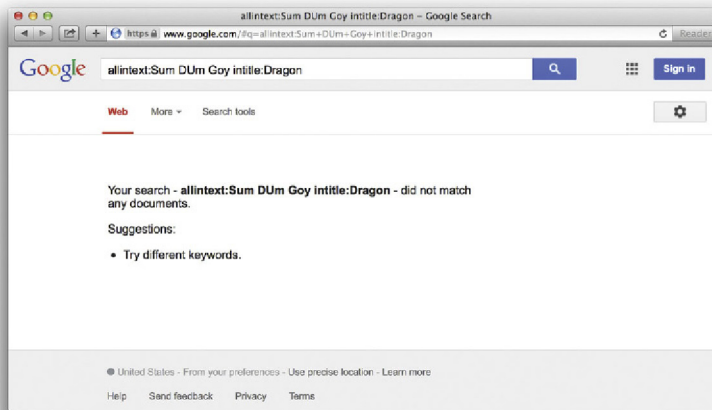 allintext:Sum DUm Goy intitle:Dragon – Google Search
https www.google.com/#q=allintext:Sum+DUm+Goy+intitle:Dragon Reader
Google allintext:Sum DUm Goy intitle:Dragon Sign in
Web More Search tools
Your search - allintext:Sum DUm Goy intitle:Dragon - did not match
any documents.
Suggestions:
• Try different keywords.
United States - From your preferences - Use precise location - Learn more
Help Send feedback Privacy Terms